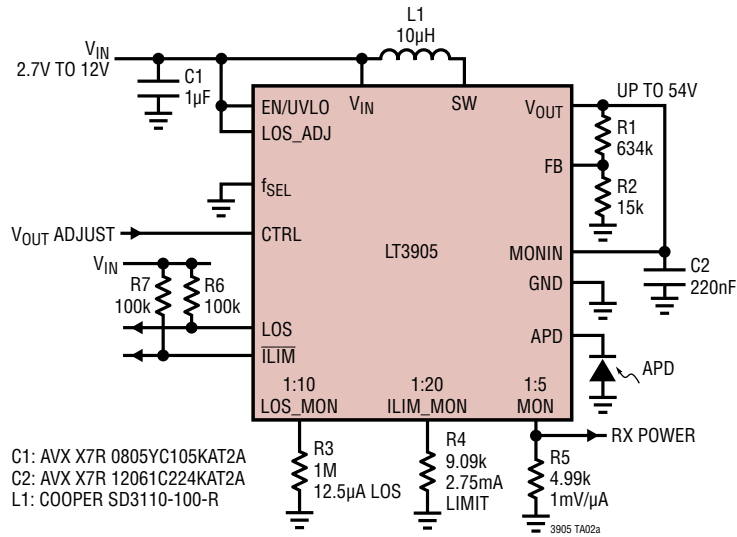 L1
10µH
VIN
2.7V TO 12V
C1
1µF
EN/UVLO
LOS_ADJ
VIN
SW
VOUT
UP TO 54V
R1
634k
FB
R2
15k
fSEL
VOUT ADJUST
CTRL
LT3905
MONIN
C2
220nF
GND
VIN
R7
100k
R6
100k
LOS
ILIM
APD
APD
1:10
LOS_MON
1:20
ILIM_MON
1:5
MON
RX POWER
R3
1M
12.5µA LOS
R4
9.09k
2.75mA
LIMIT
R5
4.99k
1mV/µA
C1: AVX X7R 0805YC105KAT2A
C2: AVX X7R 12061C224KAT2A
L1: COOPER SD3110-100-R
3905 TA02a